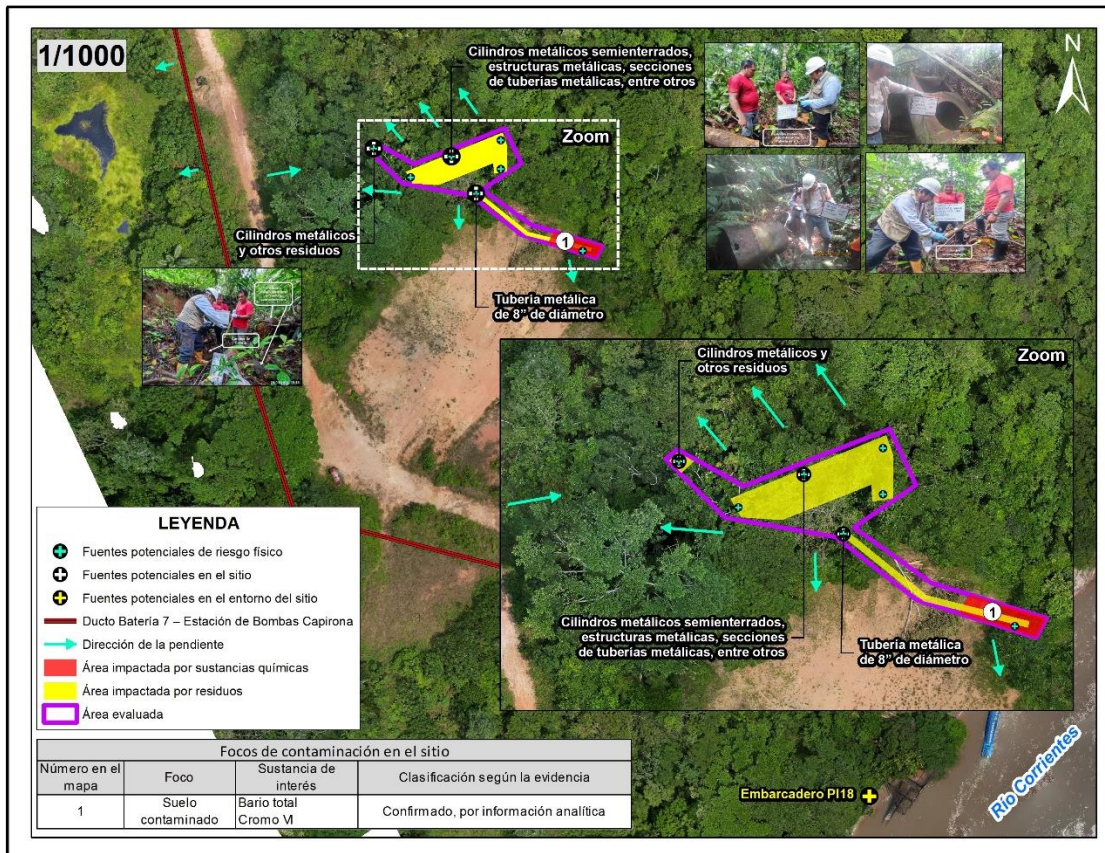 1/1000
Cilindros metálicos semienterrados,
estructuras metálicas, secciones
de tuberías metálicas, entre otros
N
Zoom
Cilindros metálicos
y otros residuos
1
Tubería metálica
de 8” de diámetro
Zoom
Cilindros metálicos y
otros residuos
1
Cilindros metálicos semienterrados,
estructuras metálicas, secciones
de tuberías metálicas, entre otros
Tubería metálica
de 8” de diámetro
LEYENDA
Fuentes potenciales de riesgo físico
Fuentes potenciales en el sitio
Fuentes potenciales en el entorno del sitio
Ducto Batería 7 – Estación de Bombas Capirona
Dirección de la pendiente
Área impactada por sustancias químicas
Área impactada por residuos
Área evaluada
Focos de contaminación en el sitio
Número en el mapa Foco Sustancia de interés Clasificación según la evidencia
1 Suelo contaminado Bario total Cromo VI Confirmado, por información analítica
Embarcadero PI18
Río Corrientes